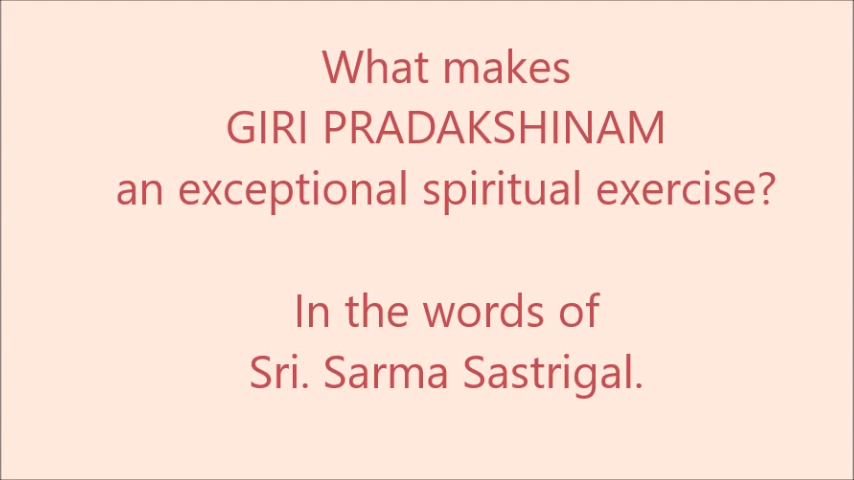 What makes
GIRI PRADAKSHINAM
an exceptional spiritual exercise?
In the words of
Sri. Sarma Sastrigal.